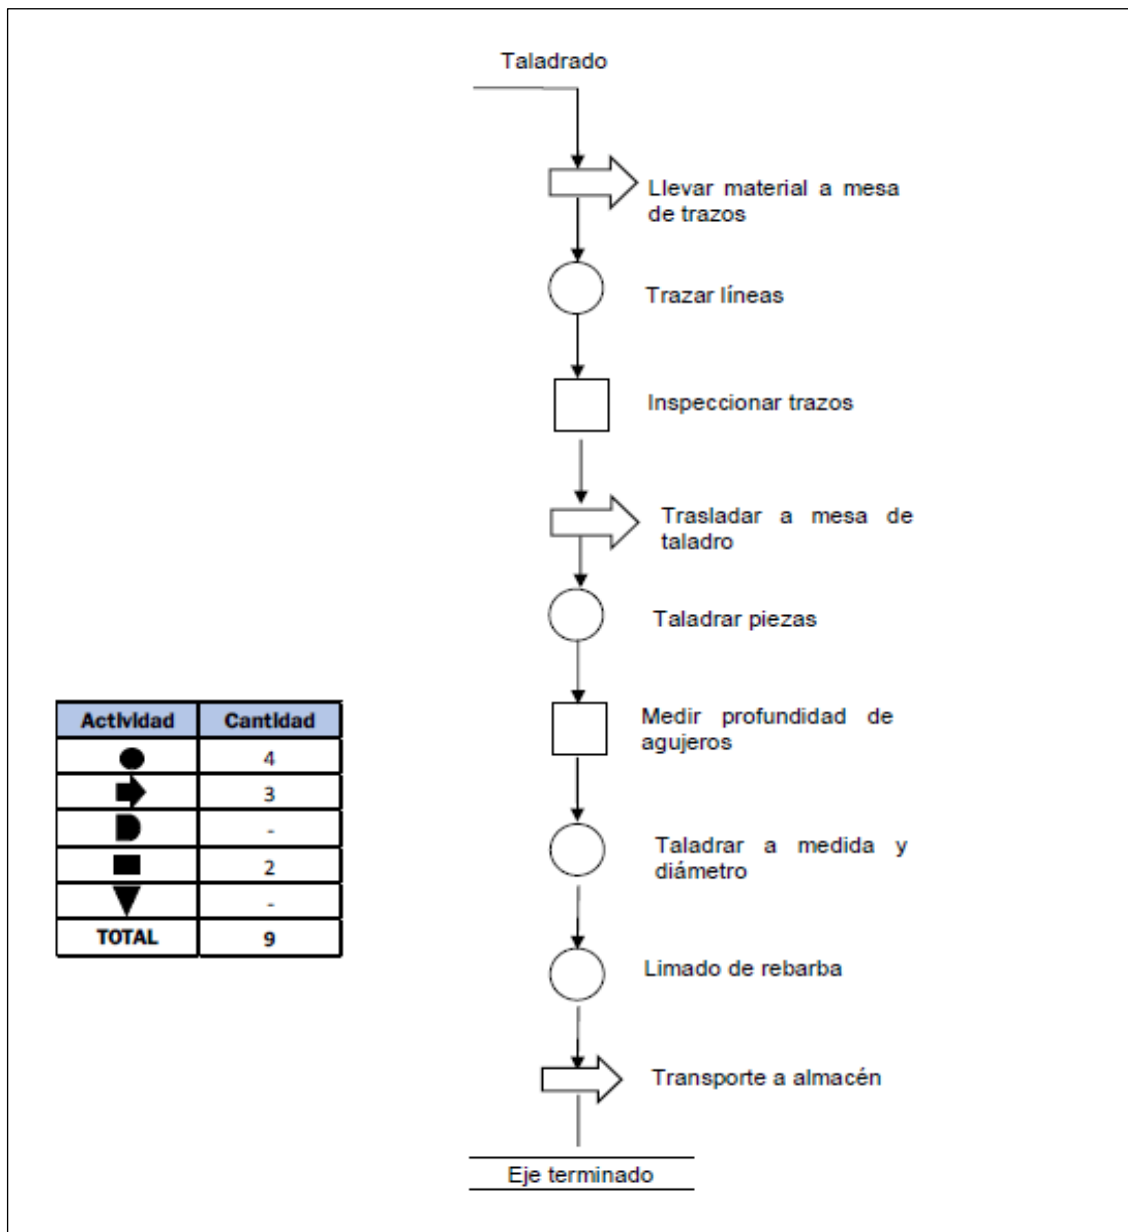 Taladrado
Llevar material a mesa
de trazos
Trazar líneas
Inspeccionar trazos
Trasladar a mesa de
taladro
Taladrar piezas
Medir profundidad de
agujeros
Taladrar a medida y
diámetro
Limado de rebarba
Transporte a almacén
Eje terminado
Actividad Cantidad
4
3
-
2
-
TOTAL 9